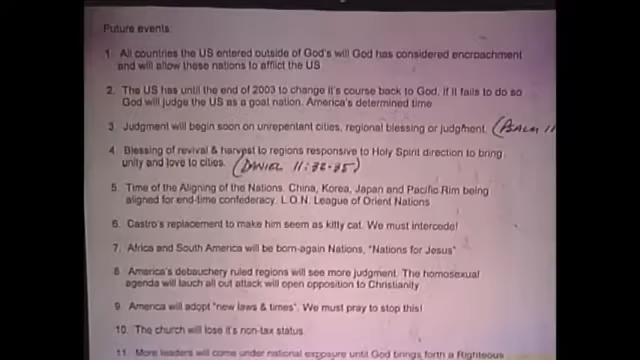 Future events:
1. All countries the US entered outside of God's will God has considered encroachment
and will allow these nations to afflict the US.
2. The US has until the end of 2003 to change it's course back to God. If it fails to do so
God will judge the US as a goat nation. America's determined time
3. Judgment will begin soon on unrepentant cities, regional blessing or judgment. (PSALM 11
4. Blessing of revival & harvest to regions responsive to Holy Spirit direction to bring
unity and love to cities. (DANIEL 11:32-35)
5. Time of the Aligning of the Nations. China, Korea, Japan and Pacific Rim being
aligned for end-time confederacy. L.O.N. League of Orient Nations
6. Castro's replacement to make him seem as kitty cat. We must intercede!
7. Africa and South America will be born-again Nations, "Nations for Jesus"
8. America's debauchery ruled regions will see more judgment. The homosexual
agenda will lauch all out attack will open opposition to Christianity
9. America will adopt "new laws & times". We must pray to stop this!
10. The church will lose it's non-tax status.
11. More leaders will come under national exposure until God brings forth a Righteous